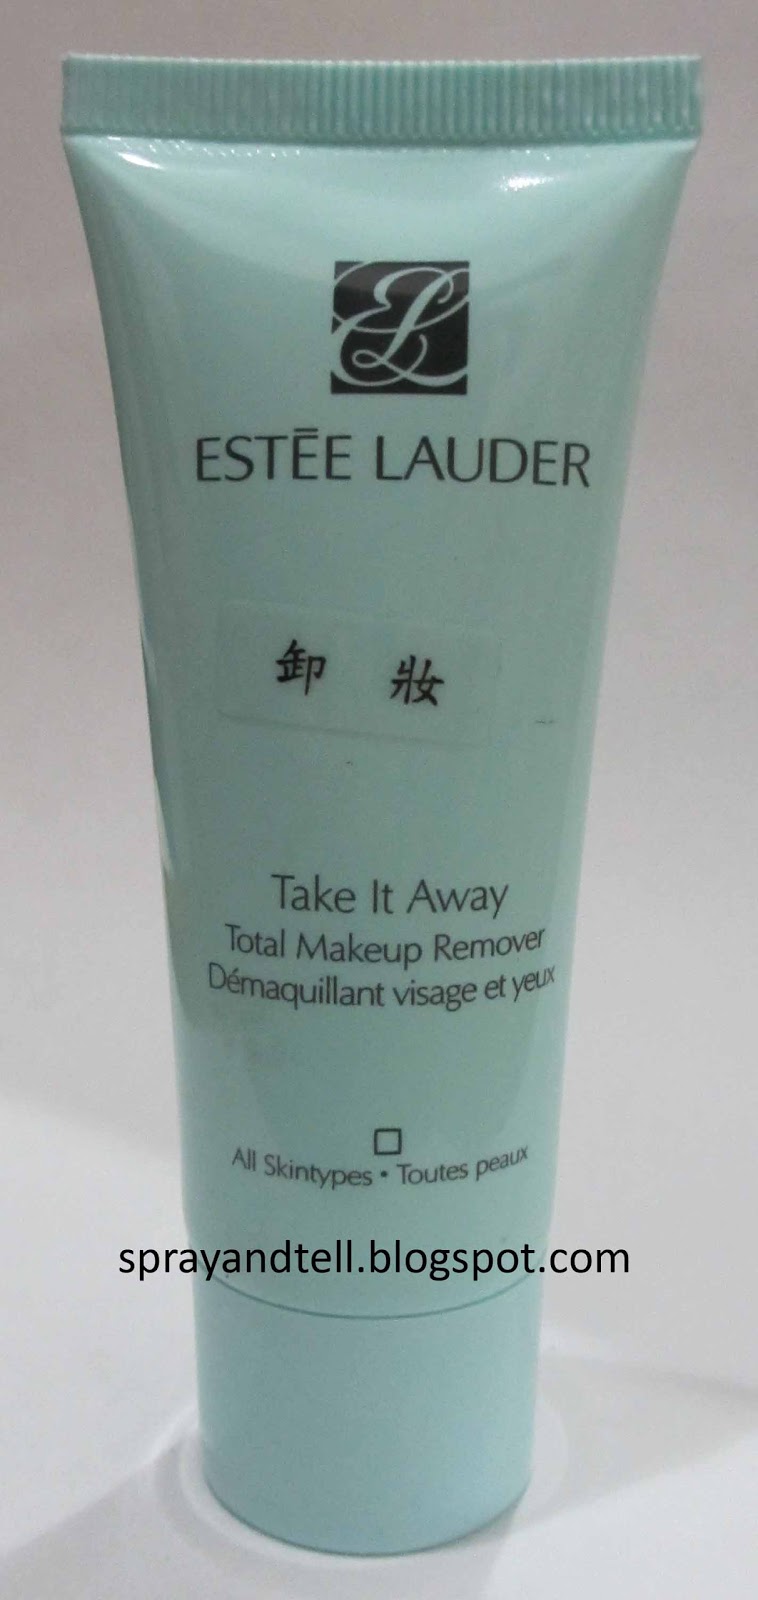 EL
ESTĒE LAUDER
卸 妝
Take It Away
Total Makeup Remover
Démaquillant visage et yeux
All Skintypes • Toutes peaux
sprayandtell.blogspot.com